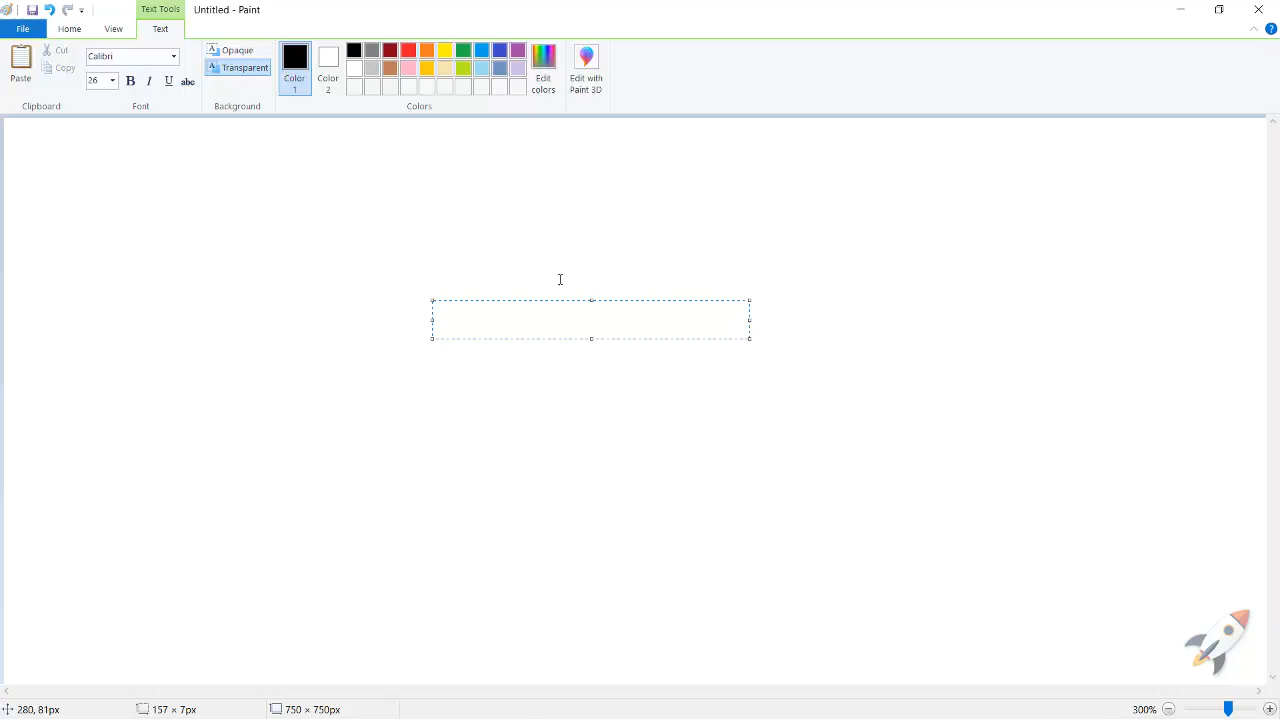 Text Tools
Untitled - Paint
File
Home
View
Text
Paste
Cut
Copy
Clipboard
Calibri
26
B
I
U
abc
Font
A
Opaque
A
Transparent
Background
Color
1
Color
2
Colors
Edit
colors
Edit with
Paint 3D
?
280, 81px
157 × 7px
750 × 750px
300%